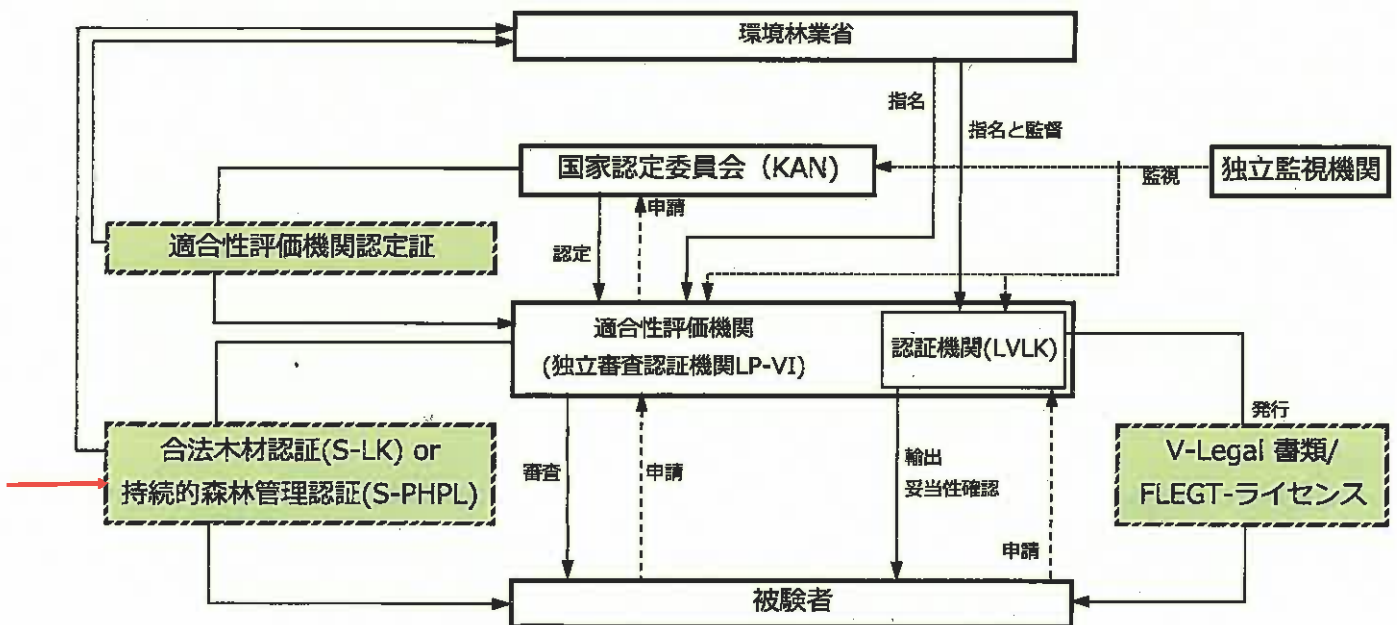 環境林業省
指名
指名と監督
国家認定委員会（KAN）
監視
独立監視機関
申請
適合性評価機関認定証
認定
適合性評価機関
(独立審査認証機関LP-VI)
認証機関(LVLK)
発行
合法木材認証(S-LK) or
持続的森林管理認証(S-PHPL)
審査
申請
輸出
妥当性確認
V-Legal 書類/
FLEGT-ライセンス
申請
被験者